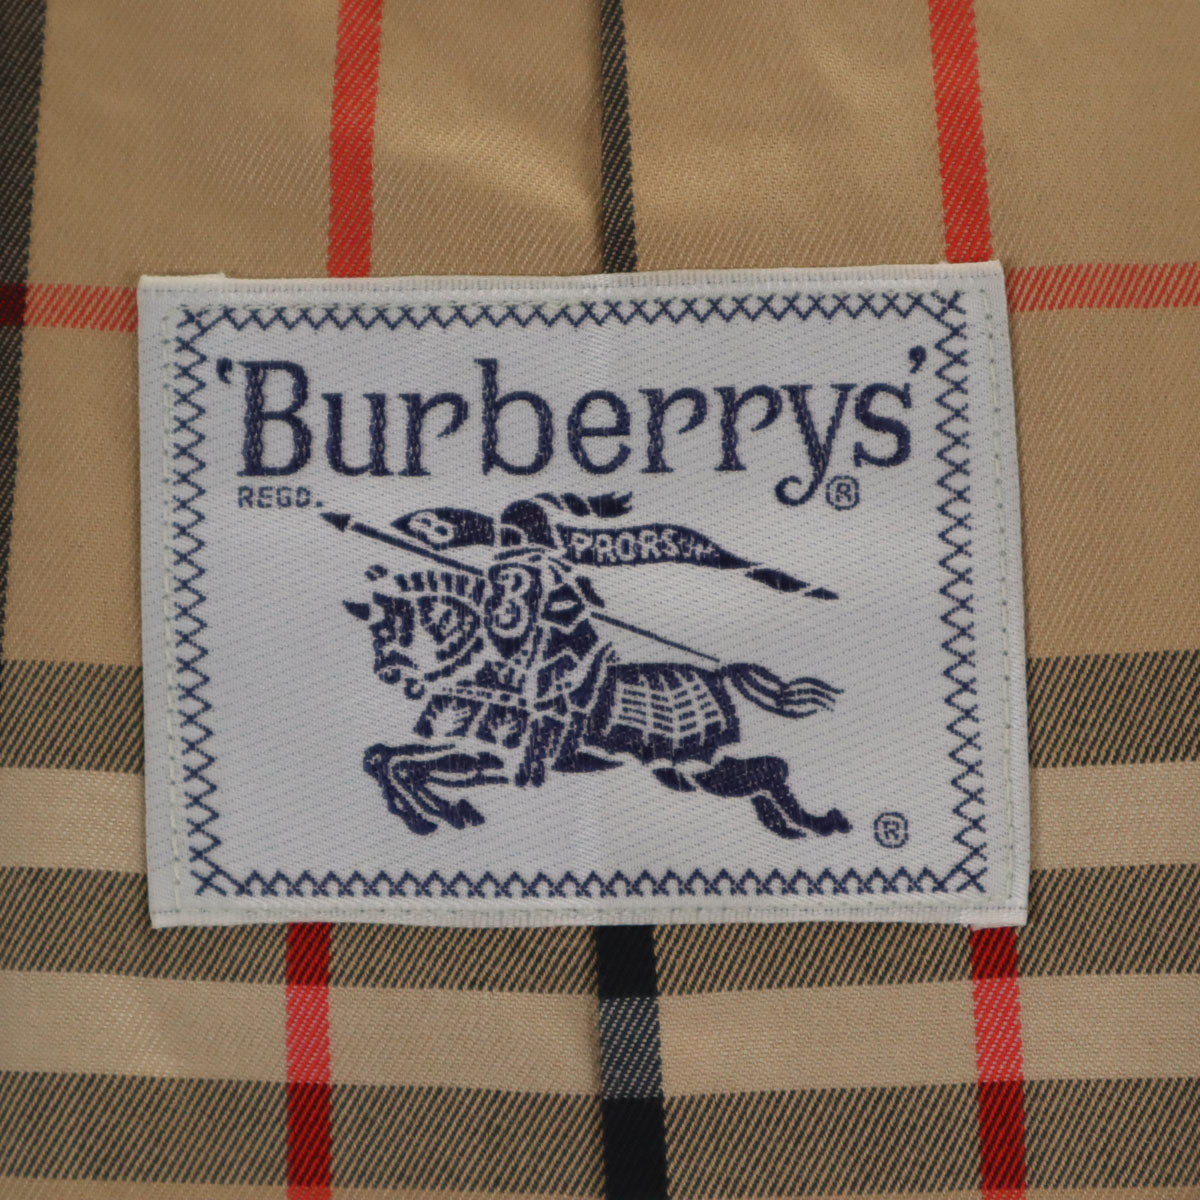 'Burberrys'
REGD. ®
B PRORSUM
B
®